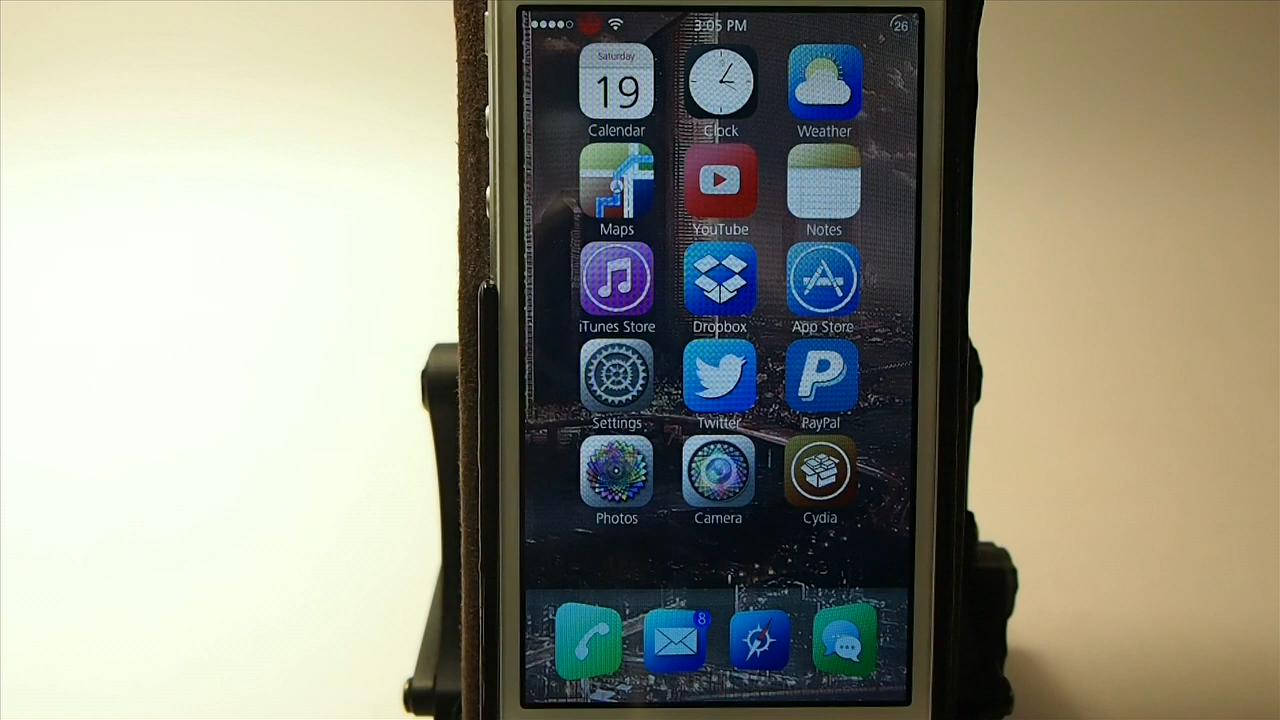 3:05 PM 26
Saturday
19
Calendar Clock Weather
Maps YouTube Notes
iTunes Store Dropbox App Store
Settings Twitter PayPal
Photos Camera Cydia
8